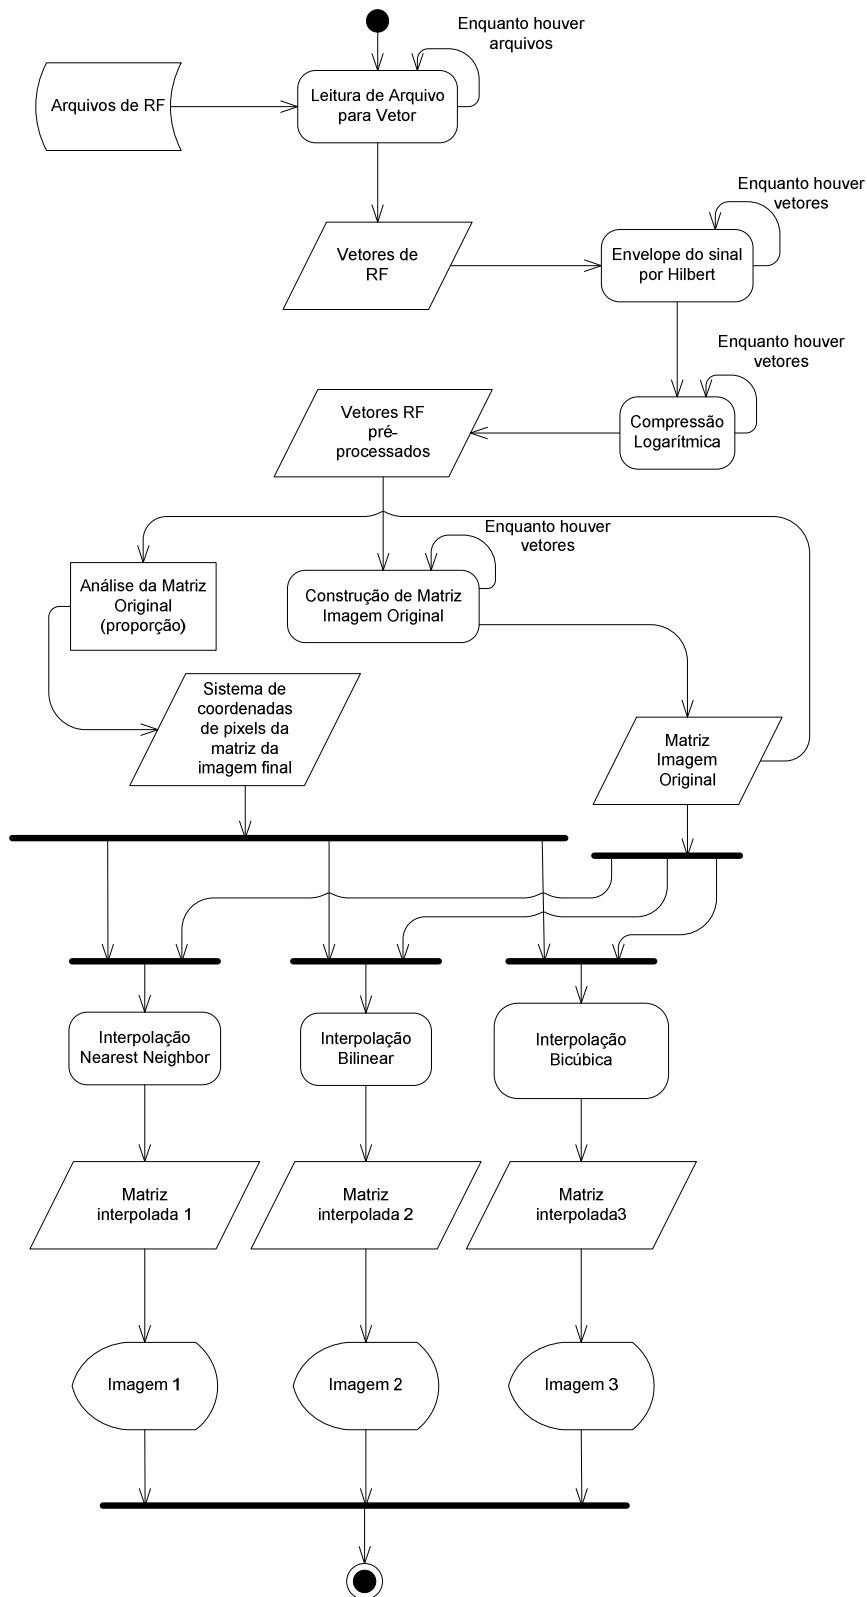 Enquanto houver
arquivos
Arquivos de RF
Leitura de Arquivo
para Vetor
Enquanto houver
vetores
Vetores de
RF
Envelope do sinal
por Hilbert
Enquanto houver
vetores
Vetores RF
pré-
processados
Compressão
Logarítmica
Enquanto houver
vetores
Análise da Matriz
Original
(proporção)
Construção de Matriz
Imagem Original
Sistema de
coordenadas
de pixels da
matriz da
imagem final
Matriz
Imagem
Original
Interpolação
Nearest Neighbor
Interpolação
Bilinear
Interpolação
Bicúbica
Matriz
interpolada 1
Matriz
interpolada 2
Matriz
interpolada3
Imagem 1
Imagem 2
Imagem 3